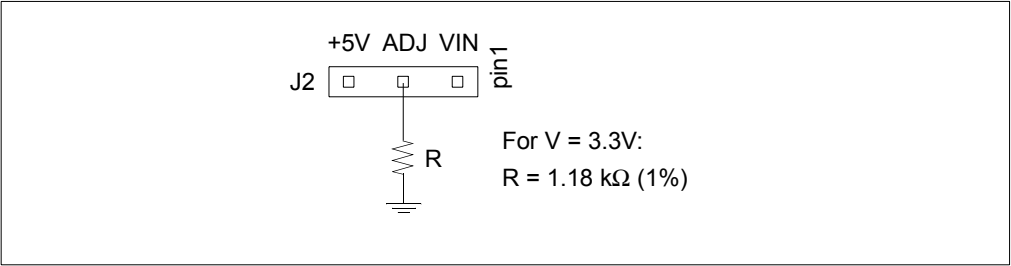 +5V ADJ VIN
pin1
J2
R
For V = 3.3V:
R = 1.18 kΩ (1%)